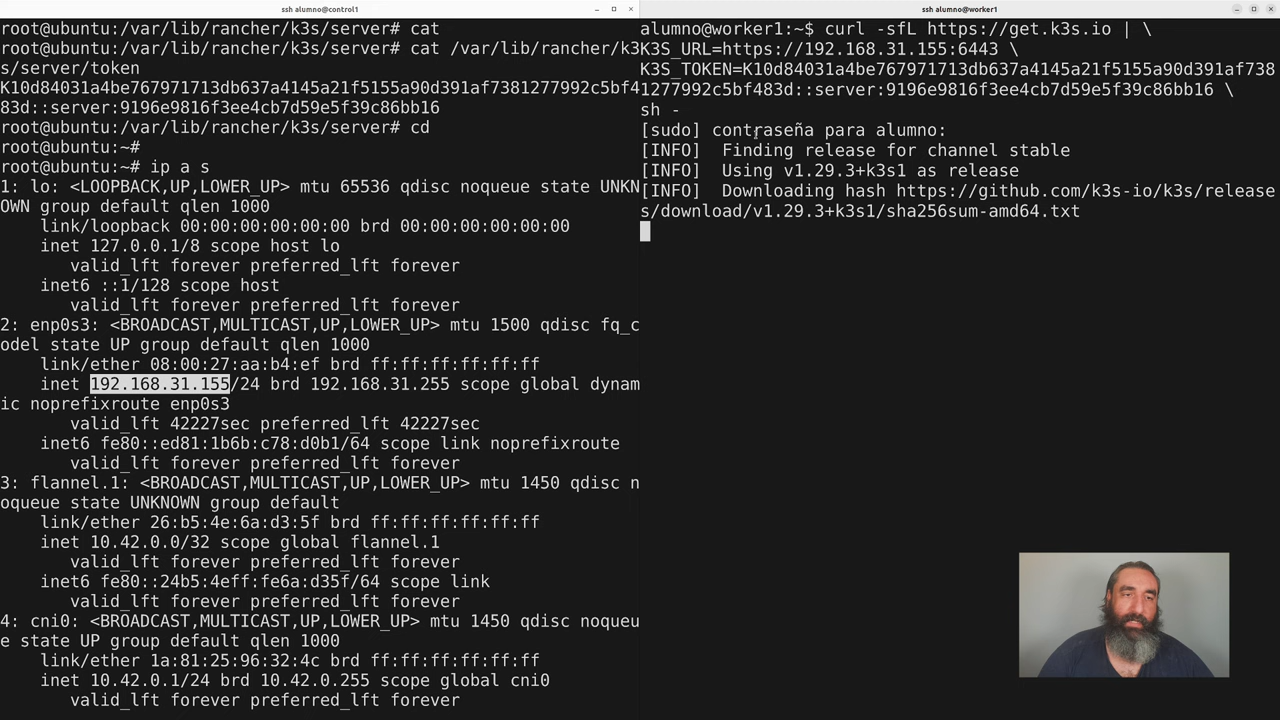 ssh alumno@control1
root@ubuntu:/var/lib/rancher/k3s/server# cat
root@ubuntu:/var/lib/rancher/k3s/server# cat /var/lib/rancher/k3
s/server/token
K10d84031a4be767971713db637a4145a21f5155a90d391af7381277992c5bf4
83d::server:9196e9816f3ee4cb7d59e5f39c86bb16
root@ubuntu:/var/lib/rancher/k3s/server# cd
root@ubuntu:~#
root@ubuntu:~# ip a s
1: lo: <LOOPBACK,UP,LOWER_UP> mtu 65536 qdisc noqueue state UNKN
OWN group default qlen 1000
link/loopback 00:00:00:00:00:00 brd 00:00:00:00:00:00
inet 127.0.0.1/8 scope host lo
valid_lft forever preferred_lft forever
inet6 ::1/128 scope host
valid_lft forever preferred_lft forever
2: enp0s3: <BROADCAST,MULTICAST,UP,LOWER_UP> mtu 1500 qdisc fq_c
odel state UP group default qlen 1000
link/ether 08:00:27:aa:b4:ef brd ff:ff:ff:ff:ff:ff
inet 192.168.31.155/24 brd 192.168.31.255 scope global dynam
ic noprefixroute enp0s3
valid_lft 42227sec preferred_lft 42227sec
inet6 fe80::ed81:1b6b:c78:d0b1/64 scope link noprefixroute
valid_lft forever preferred_lft forever
3: flannel.1: <BROADCAST,MULTICAST,UP,LOWER_UP> mtu 1450 qdisc n
oqueue state UNKNOWN group default
link/ether 26:b5:4e:6a:d3:5f brd ff:ff:ff:ff:ff:ff
inet 10.42.0.0/32 scope global flannel.1
valid_lft forever preferred_lft forever
inet6 fe80::24b5:4eff:fe6a:d35f/64 scope link
valid_lft forever preferred_lft forever
4: cni0: <BROADCAST,MULTICAST,UP,LOWER_UP> mtu 1450 qdisc noqueu
e state UP group default qlen 1000
link/ether 1a:81:25:96:32:4c brd ff:ff:ff:ff:ff:ff
inet 10.42.0.1/24 brd 10.42.0.255 scope global cni0
valid_lft forever preferred_lft forever
ssh alumno@worker1
alumno@worker1:~$ curl -sfL https://get.k3s.io | \
K3S_URL=https://192.168.31.155:6443 \
K3S_TOKEN=K10d84031a4be767971713db637a4145a21f5155a90d391af738
1277992c5bf483d::server:9196e9816f3ee4cb7d59e5f39c86bb16 \
sh -
[sudo] contraseña para alumno:
[INFO]  Finding release for channel stable
[INFO]  Using v1.29.3+k3s1 as release
[INFO]  Downloading hash https://github.com/k3s-io/k3s/release
s/download/v1.29.3+k3s1/sha256sum-amd64.txt